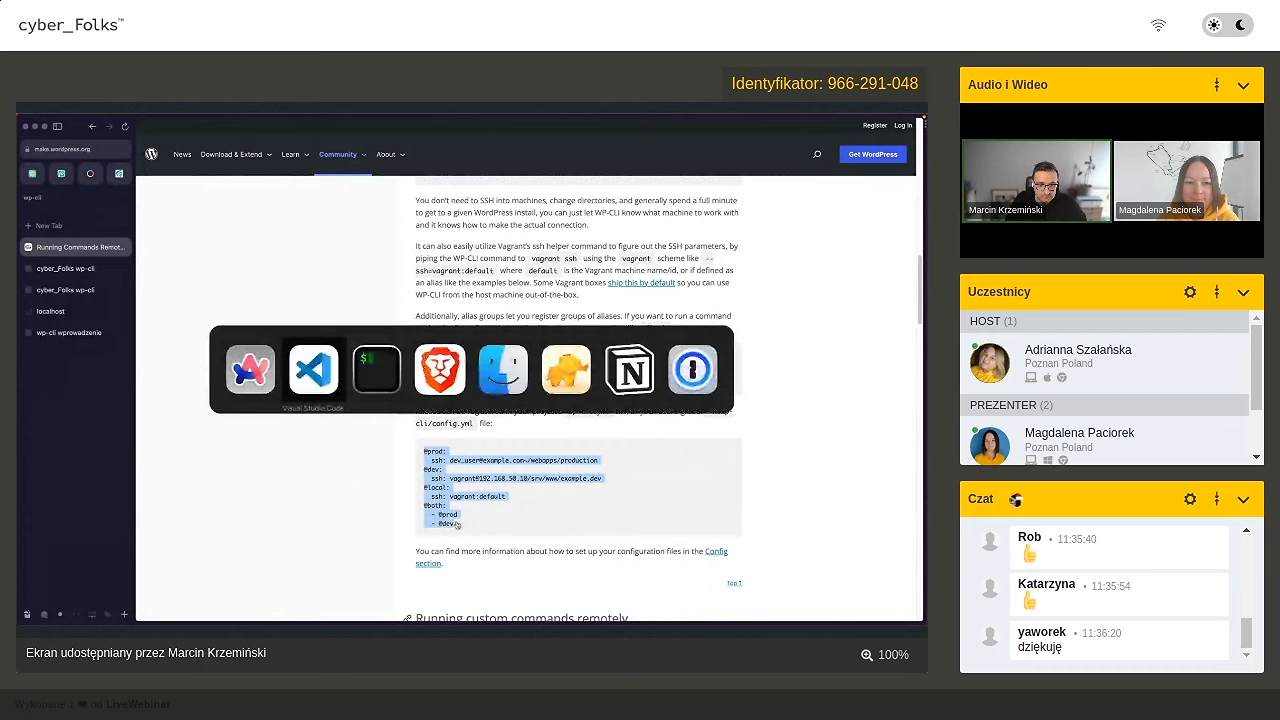 cyber_Folks™
Identyfikator: 966-291-048
make.wordpress.org
wp-cli
New Tab
Running Commands Remot...
cyber_Folks wp-cli
cyber_Folks wp-cli
localhost
wp-cli wprowadzenie
Register Log In
News Download & Extend Learn Community About Get WordPress
You don't need to SSH into machines, change directories, and generally spend a full minute
to get to a given WordPress install, you can just let WP-CLI know what machine to work with
and it knows how to make the actual connection.
It can also easily utilize Vagrant's ssh helper command to figure out the SSH parameters, by
piping the WP-CLI command to vagrant ssh using the vagrant scheme like --
ssh=vagrant:default where default is the Vagrant machine name/id, or if defined as
an alias like the examples below. Some Vagrant boxes ship this by default so you can use
WP-CLI from the host machine out-of-the-box.
Additionally, alias groups let you register groups of aliases. If you want to run a command
Visual Studio Code
cli/config.yml file:
@prod:
ssh: dev_user@example.com~/webapps/production
@dev:
ssh: vagrant@192.168.50.10/srv/www/example.dev
@local:
ssh: vagrant:default
@both:
- @prod
- @dev
You can find more information about how to set up your configuration files in the Config
section.
Top ↑
Running custom commands remotely
Ekran udostępniany przez Marcin Krzemiński
100%
Wykonane z ❤ od LiveWebinar
Audio i Wideo
Marcin Krzemiński
Magdalena Paciorek
Uczestnicy
HOST (1)
Adrianna Szałańska
Poznan Poland
PREZENTER (2)
Magdalena Paciorek
Poznan Poland
Czat
Rob • 11:35:40
👍
Katarzyna • 11:35:54
👍
yaworek • 11:36:20
dziękuję